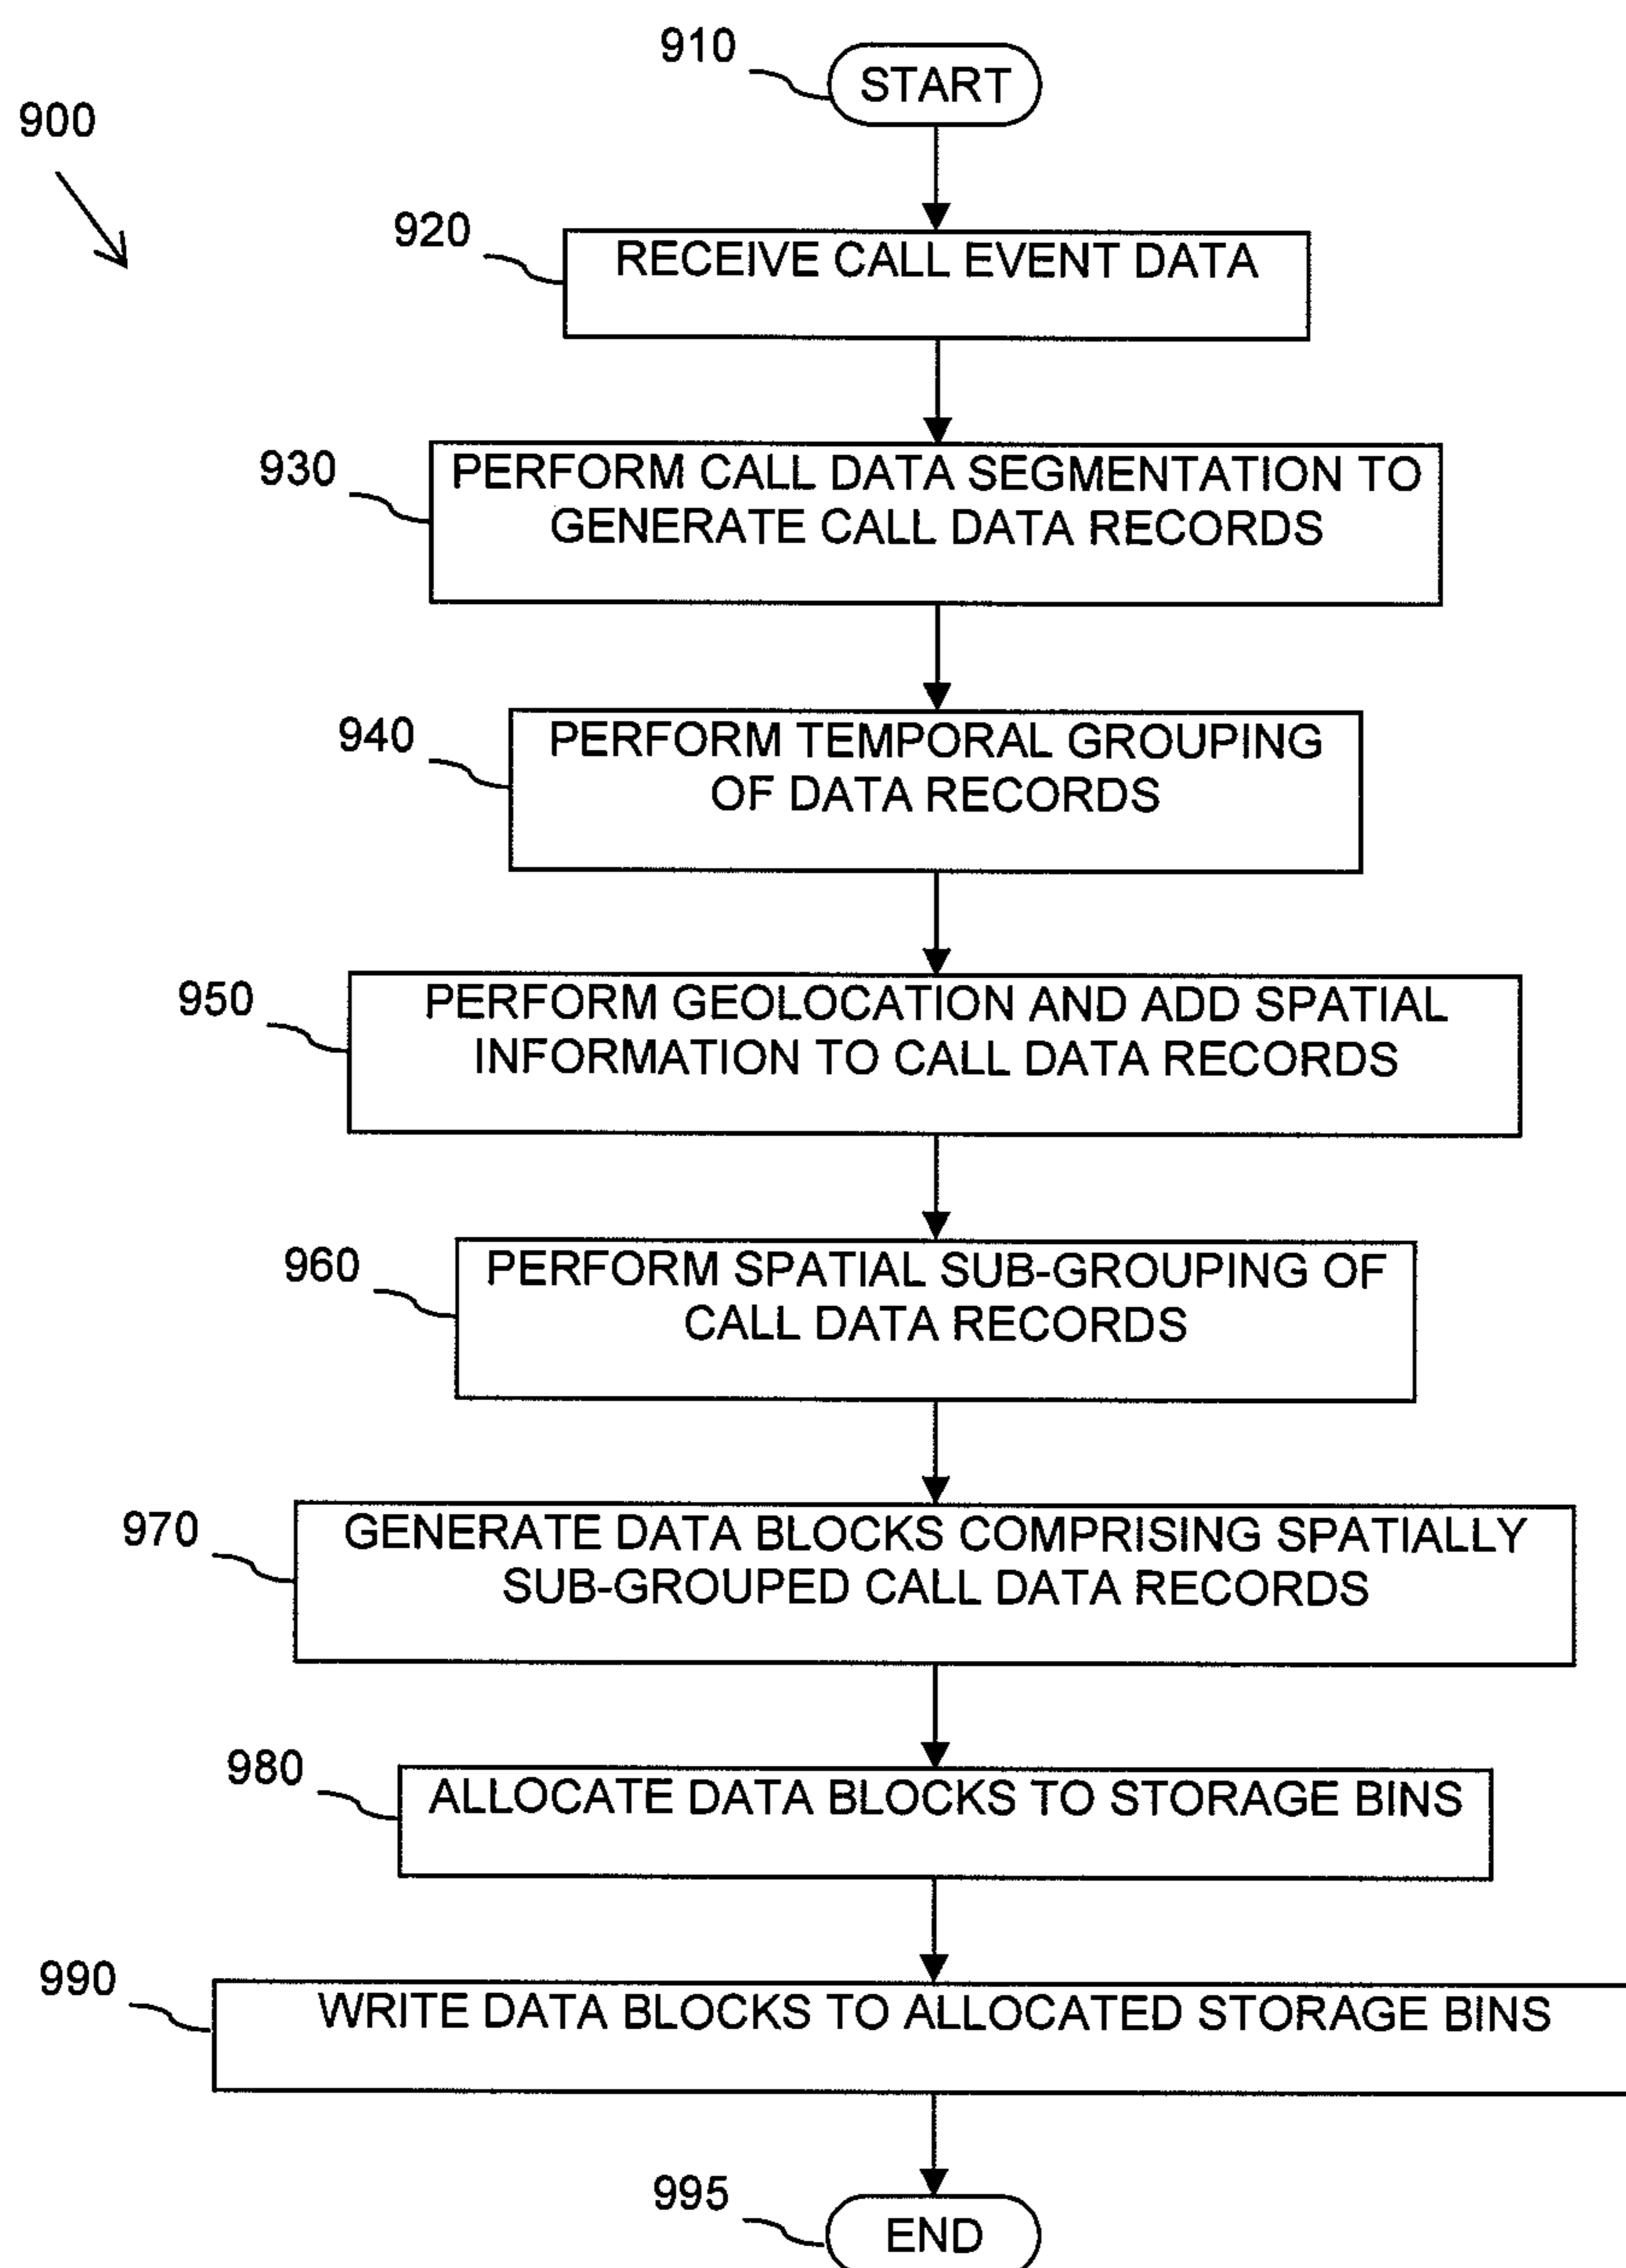 910
START
900
920
RECEIVE CALL EVENT DATA
930
PERFORM CALL DATA SEGMENTATION TO
GENERATE CALL DATA RECORDS
940
PERFORM TEMPORAL GROUPING
OF DATA RECORDS
950
PERFORM GEOLOCATION AND ADD SPATIAL
INFORMATION TO CALL DATA RECORDS
960
PERFORM SPATIAL SUB-GROUPING OF
CALL DATA RECORDS
970
GENERATE DATA BLOCKS COMPRISING SPATIALLY
SUB-GROUPED CALL DATA RECORDS
980
ALLOCATE DATA BLOCKS TO STORAGE BINS
990
WRITE DATA BLOCKS TO ALLOCATED STORAGE BINS
995
END